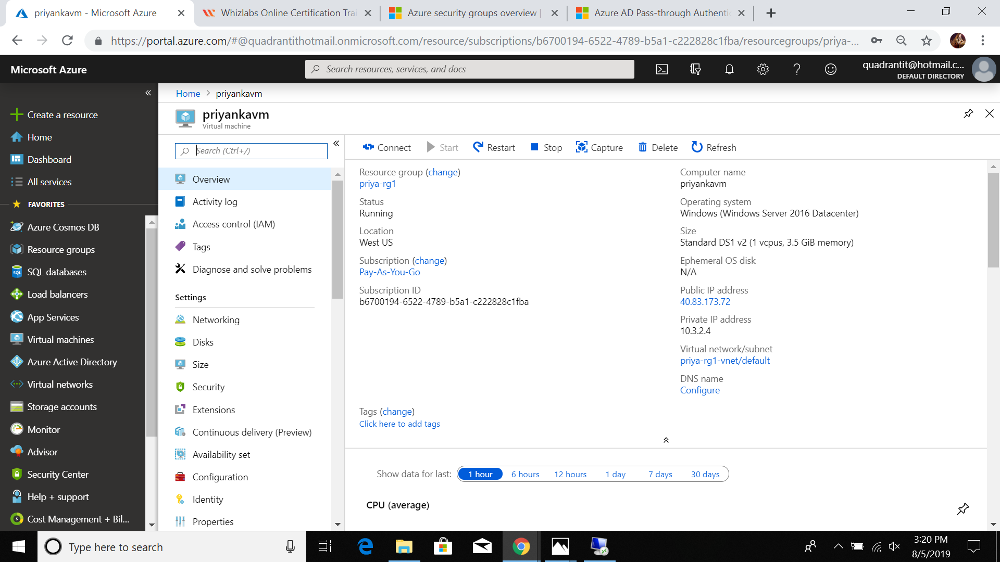 priyankavm - Microsoft Azure
Whizlabs Online Certification Trai
Azure security groups overview |
Azure AD Pass-through Authentic
https://portal.azure.com/#@quadrantithotmail.onmicrosoft.com/resource/subscriptions/b6700194-6522-4789-b5a1-c222828c1fba/resourcegroups/priya-...
Microsoft Azure
Search resources, services, and docs
quadrantit@hotmail.c...
DEFAULT DIRECTORY
Create a resource
Home
Dashboard
All services
FAVORITES
Azure Cosmos DB
Resource groups
SQL databases
Load balancers
App Services
Virtual machines
Azure Active Directory
Virtual networks
Storage accounts
Monitor
Advisor
Security Center
Help + support
Cost Management + Bil...
Home > priyankavm
priyankavm
Virtual machine
Search (Ctrl+/)
Overview
Activity log
Access control (IAM)
Tags
Diagnose and solve problems
Settings
Networking
Disks
Size
Security
Extensions
Continuous delivery (Preview)
Availability set
Configuration
Identity
Properties
Connect Start Restart Stop Capture Delete Refresh
Resource group (change)
priya-rg1
Status
Running
Location
West US
Subscription (change)
Pay-As-You-Go
Subscription ID
b6700194-6522-4789-b5a1-c222828c1fba
Computer name
priyankavm
Operating system
Windows (Windows Server 2016 Datacenter)
Size
Standard DS1 v2 (1 vcpus, 3.5 GiB memory)
Ephemeral OS disk
N/A
Public IP address
40.83.173.72
Private IP address
10.3.2.4
Virtual network/subnet
priya-rg1-vnet/default
DNS name
Configure
Tags (change)
Click here to add tags
Show data for last: 1 hour 6 hours 12 hours 1 day 7 days 30 days
CPU (average)
Type here to search
3:20 PM
8/5/2019